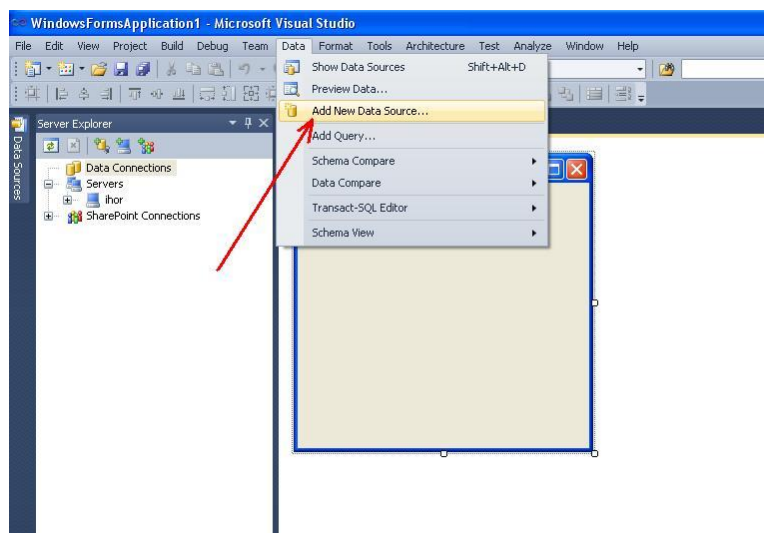 WindowsFormsApplication1 - Microsoft Visual Studio
File Edit View Project Build Debug Team Data Format Tools Architecture Test Analyze Window Help
Show Data Sources Shift+Alt+D
Preview Data...
Add New Data Source...
Add Query...
Schema Compare
Data Compare
Transact-SQL Editor
Schema View
Server Explorer
Data Connections
Servers
ihor
SharePoint Connections
Data Sources